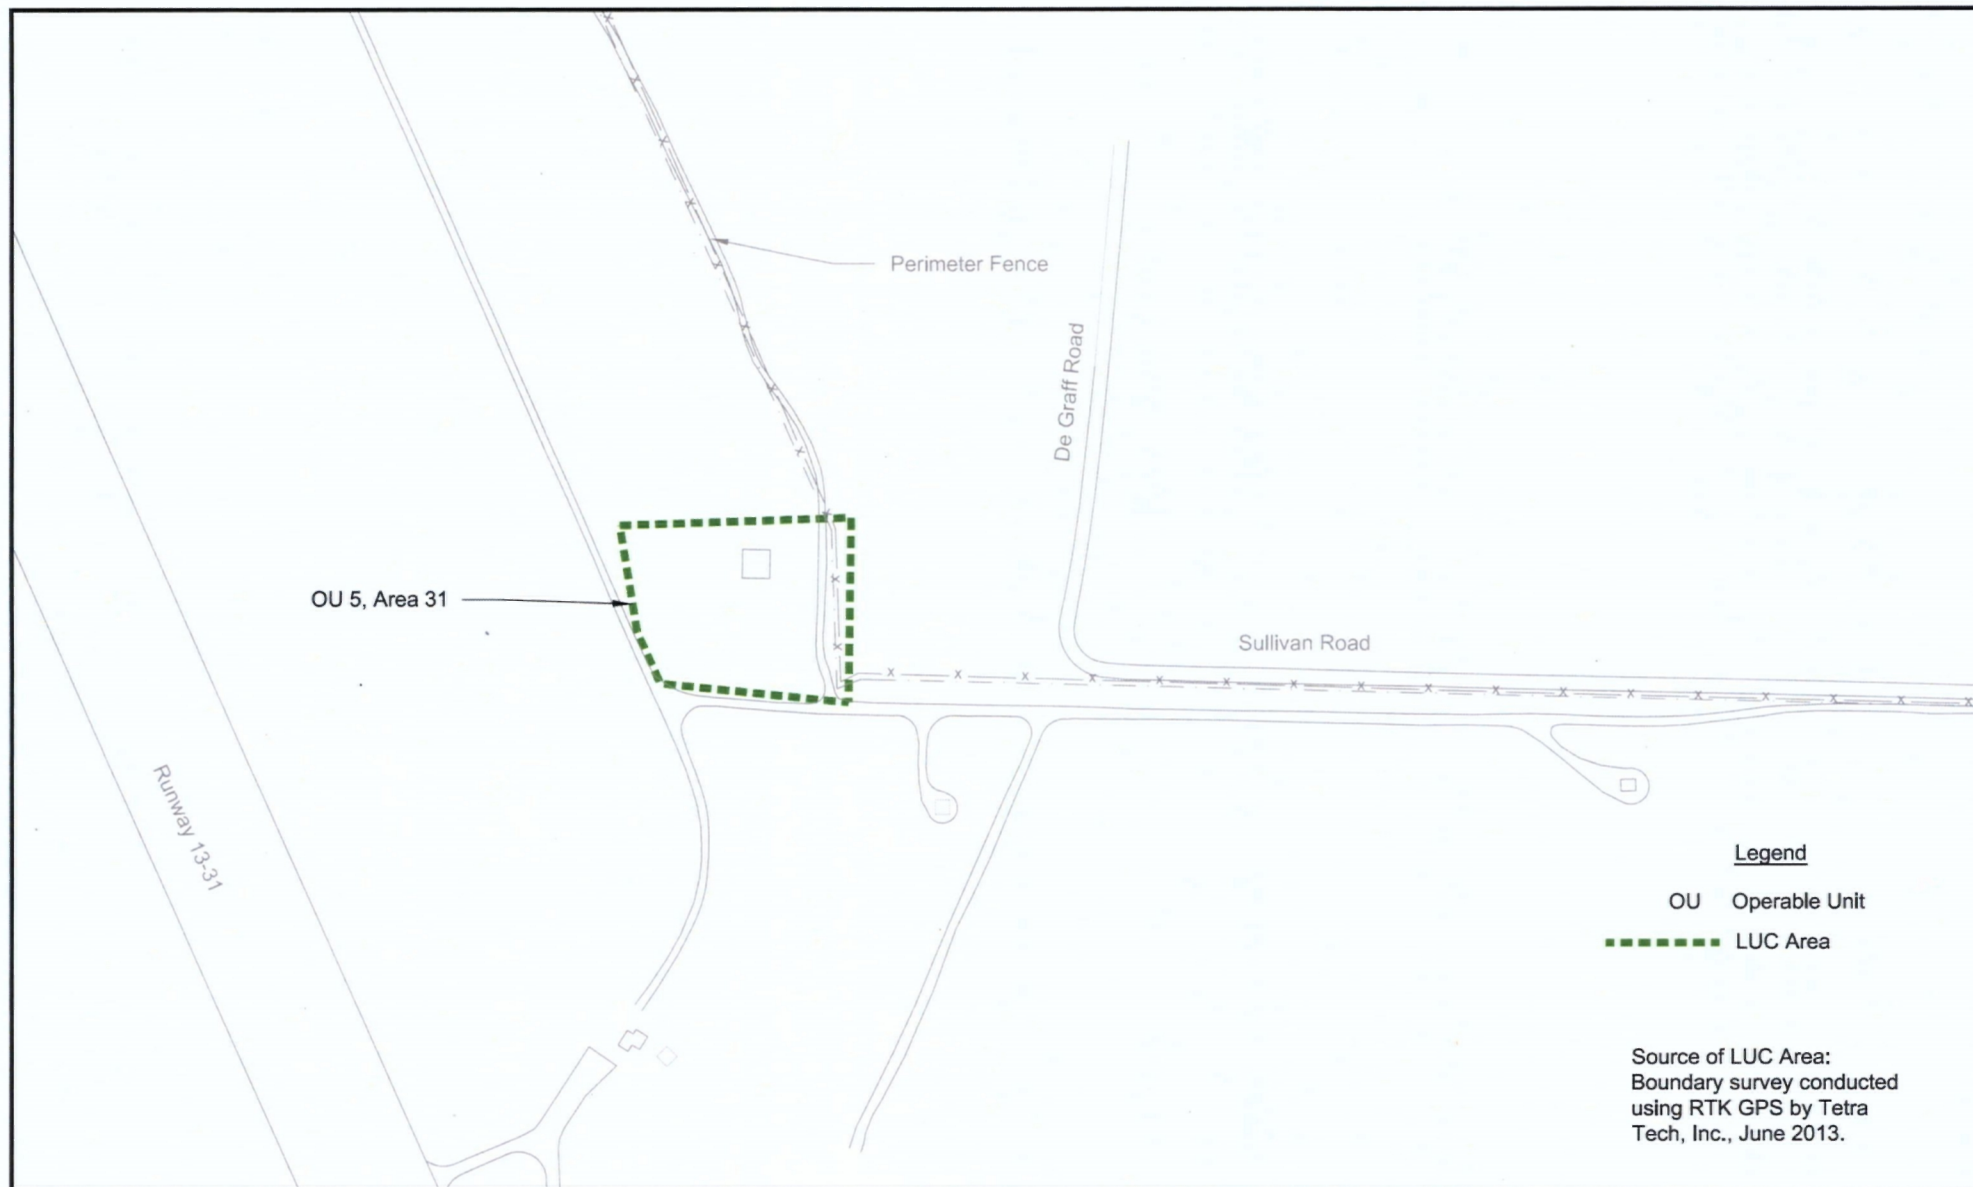 Perimeter Fence
De Graff Road
OU 5, Area 31
Sullivan Road
Runway 13-31
Legend
OU Operable Unit
LUC Area
Source of LUC Area:
Boundary survey conducted
using RTK GPS by Tetra
Tech, Inc., June 2013.